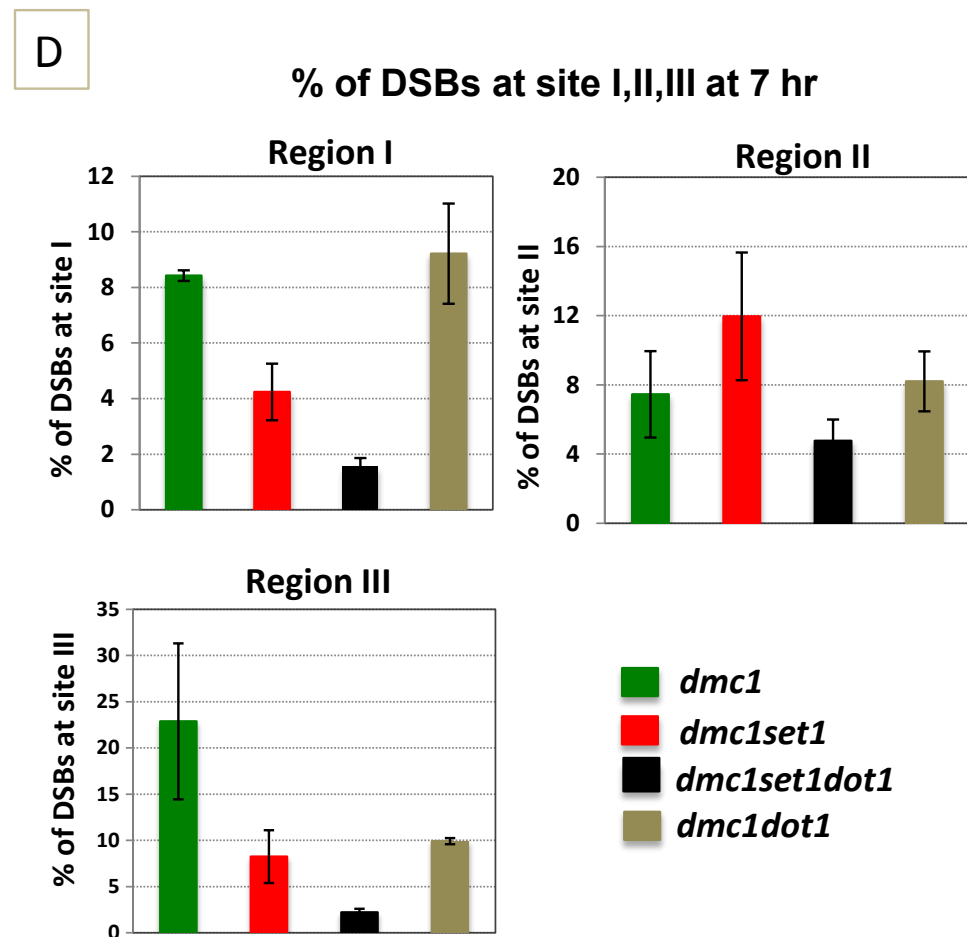 D
% of DSBs at site I,II,III at 7 hr
Region I
% of DSBs at site I
12
10
8
6
4
2
0
Region II
% of DSBs at site II
20
16
12
8
4
0
Region III
% of DSBs at site III
35
30
25
20
15
10
5
0
dmc1
dmc1set1
dmc1set1dot1
dmc1dot1